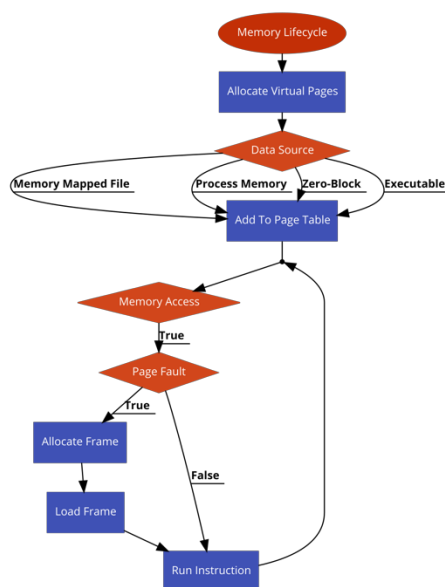 Memory Lifecycle
Allocate Virtual Pages
Data Source
Memory Mapped File
Process Memory
Zero-Block
Executable
Add To Page Table
Memory Access
True
Page Fault
True
Allocate Frame
False
Load Frame
Run Instruction